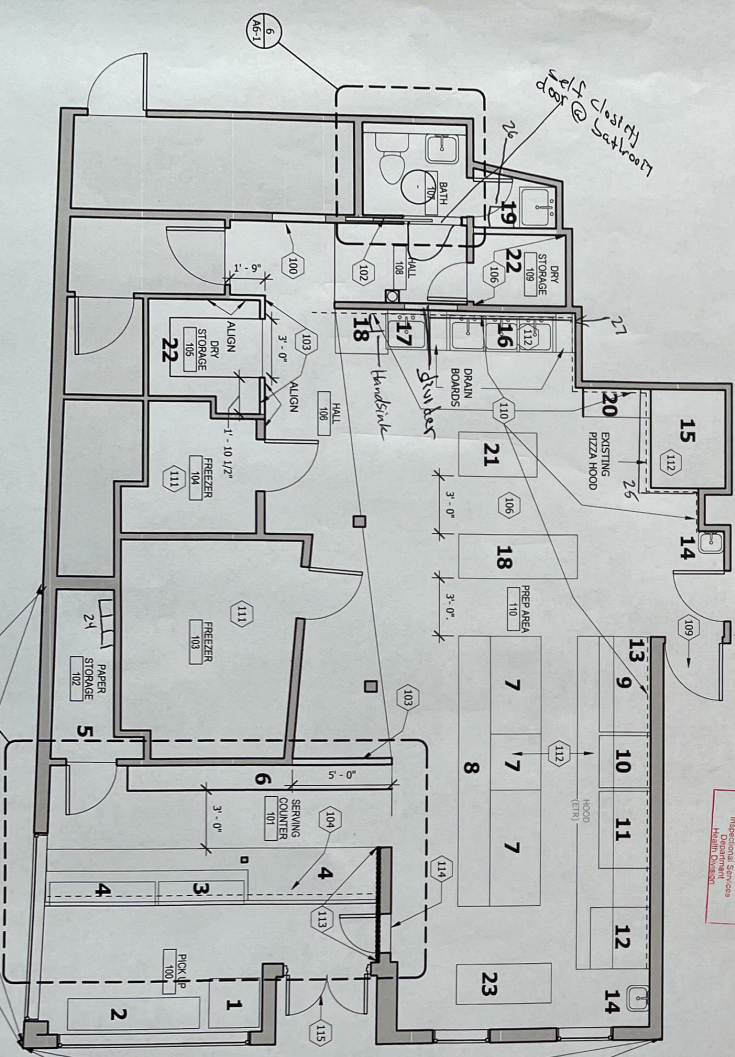 6
A6-1
self closing
door @ bathroom
26
BATH
107
19
DRY
STORAGE
109
22
106
HALL
108
102
100
1' - 9"
ALIGN
DRY
STORAGE
105
22
3' - 0"
103
ALIGN
1' - 10 1/2"
HALL
106
18
17
16
112
27
Handsink
divider
DRAIN
BOARDS
110
20
15
112
EXISTING
PIZZA HOOD
25
21
3' - 0"
106
14
18
3' - 0"
PREP AREA
110
109
FREEZER
104
111
FREEZER
103
111
24
PAPER
STORAGE
102
5
103
13
9
7
7
7
8
112
10
11
HOOD
(ETR)
12
14
23
6
5' - 0"
SERVING
COUNTER
101
3' - 0"
104
4
4
3
114
113
PICK UP
100
2
1
115
Inspectional Services
Department
Health Division